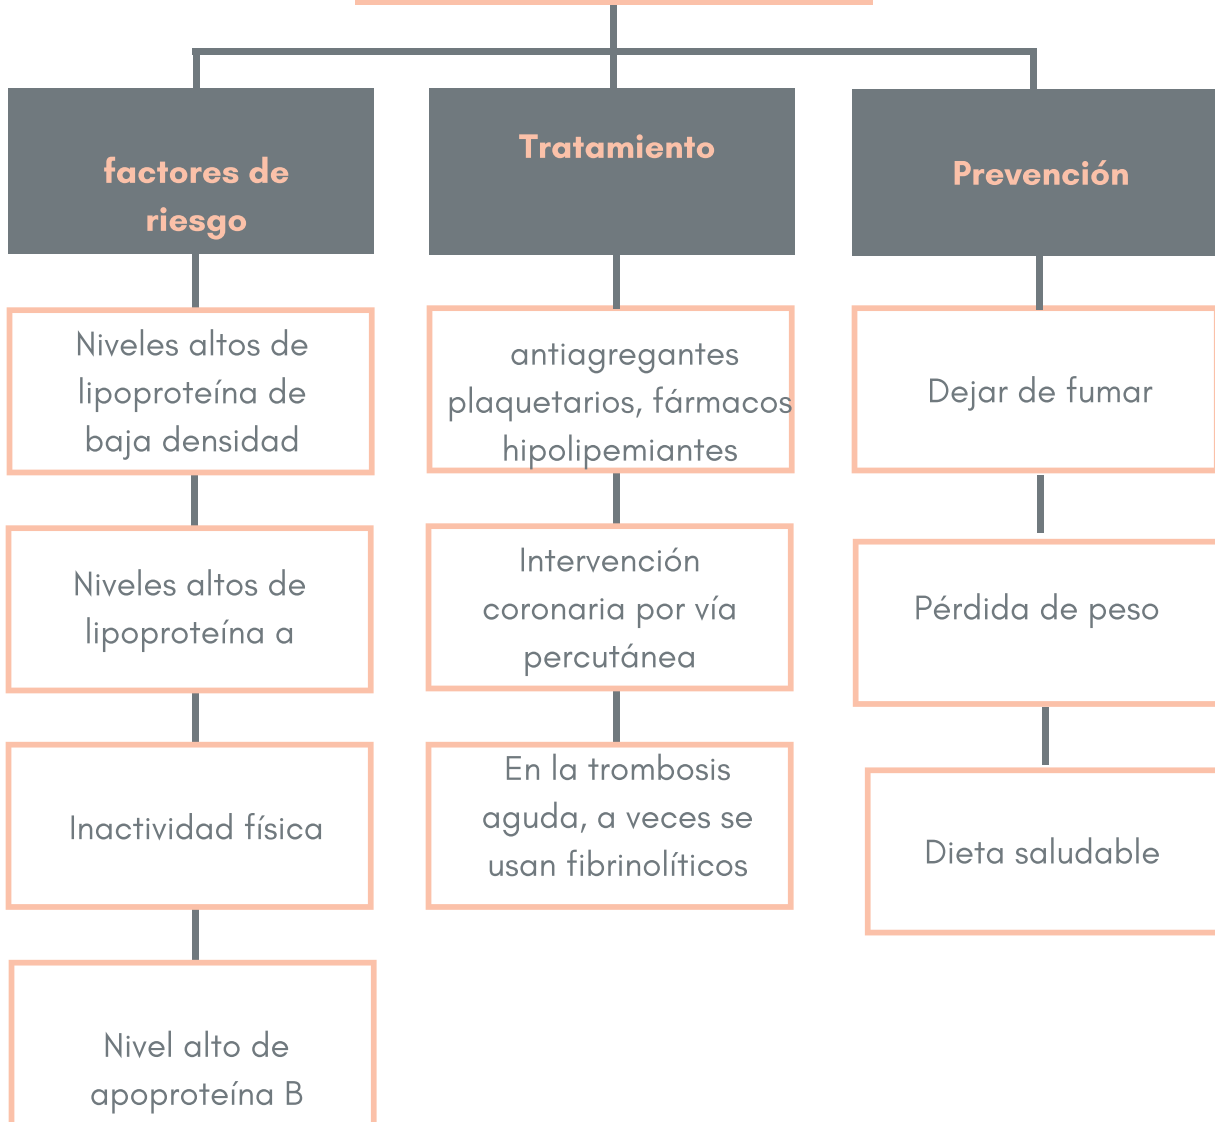 factores de
riesgo
Niveles altos de
lipoproteína de
baja densidad
Niveles altos de
lipoproteína a
Inactividad física
Nivel alto de
apoproteína B
Tratamiento
antiagregantes
plaquetarios, fármacos
hipolipemiantes
Intervención
coronaria por vía
percutánea
En la trombosis
aguda, a veces se
usan fibrinolíticos
Prevención
Dejar de fumar
Pérdida de peso
Dieta saludable